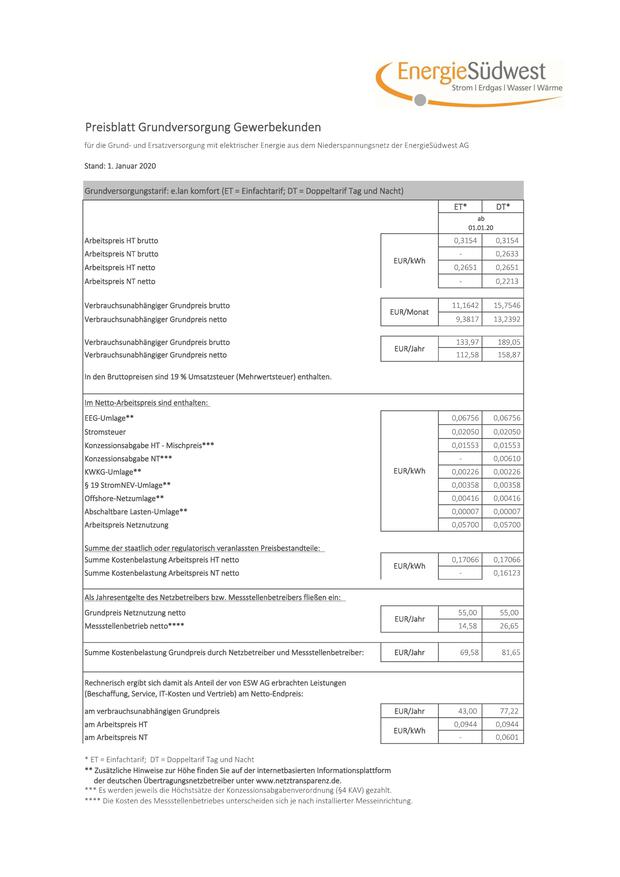 EnergieSüdwest
Strom | Erdgas | Wasser | Wärme
Preisblatt Grundversorgung Gewerbekunden
für die Grund- und Ersatzversorgung mit elektrischer Energie aus dem Niederspannungsnetz der EnergieSüdwest AG
Stand: 1. Januar 2020
Grundversorgungstarif: e.lan komfort (ET = Einfachtarif; DT = Doppeltarif Tag und Nacht)
ET* DT*
ab
01.01.20
Arbeitspreis HT brutto 0,3154 0,3154
Arbeitspreis NT brutto - 0,2633
EUR/kWh
Arbeitspreis HT netto 0,2651 0,2651
Arbeitspreis NT netto - 0,2213
Verbrauchsunabhängiger Grundpreis brutto 11,1642 15,7546
EUR/Monat
Verbrauchsunabhängiger Grundpreis netto 9,3817 13,2392
Verbrauchsunabhängiger Grundpreis brutto 133,97 189,05
EUR/Jahr
Verbrauchsunabhängiger Grundpreis netto 112,58 158,87
In den Bruttopreisen sind 19 % Umsatzsteuer (Mehrwertsteuer) enthalten.
Im Netto-Arbeitspreis sind enthalten:
EEG-Umlage** 0,06756 0,06756
Stromsteuer 0,02050 0,02050
Konzessionsabgabe HT - Mischpreis*** 0,01553 0,01553
Konzessionsabgabe NT*** - 0,00610
KWKG-Umlage** EUR/kWh 0,00226 0,00226
§ 19 StromNEV-Umlage** 0,00358 0,00358
Offshore-Netzumlage** 0,00416 0,00416
Abschaltbare Lasten-Umlage** 0,00007 0,00007
Arbeitspreis Netznutzung 0,05700 0,05700
Summe der staatlich oder regulatorisch veranlassten Preisbestandteile:
Summe Kostenbelastung Arbeitspreis HT netto 0,17066 0,17066
EUR/kWh
Summe Kostenbelastung Arbeitspreis NT netto - 0,16123
Als Jahresentgelte des Netzbetreibers bzw. Messstellenbetreibers fließen ein:
Grundpreis Netznutzung netto 55,00 55,00
EUR/Jahr
Messstellenbetrieb netto**** 14,58 26,65
Summe Kostenbelastung Grundpreis durch Netzbetreiber und Messstellenbetreiber: EUR/Jahr 69,58 81,65
Rechnerisch ergibt sich damit als Anteil der von ESW AG erbrachten Leistungen
(Beschaffung, Service, IT-Kosten und Vertrieb) am Netto-Endpreis:
am verbrauchsunabhängigen Grundpreis EUR/Jahr 43,00 77,22
am Arbeitspreis HT 0,0944 0,0944
EUR/kWh
am Arbeitspreis NT - 0,0601
* ET = Einfachtarif; DT = Doppeltarif Tag und Nacht
** Zusätzliche Hinweise zur Höhe finden Sie auf der internetbasierten Informationsplattform
der deutschen Übertragungsnetzbetreiber unter www.netztransparenz.de.
*** Es werden jeweils die Höchstsätze der Konzessionsabgabenverordnung (§4 KAV) gezahlt.
**** Die Kosten des Messstellenbetriebes unterscheiden sich je nach installierter Messeinrichtung.